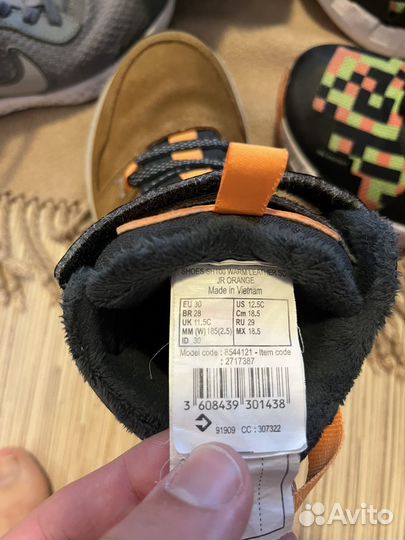 SHOES SH100 WARM LEATHER SC
JR ORANGE
Made in Vietnam
EU 30 US 12.5C
BR 28 Cm 18.5
UK 11.5C RU 29
MM (W) 185(2.5) MX 18.5
ID 30
Model code : 8544121 - Item code
: 2717387
3 608439 301438
91909 CC : 307322
Avito